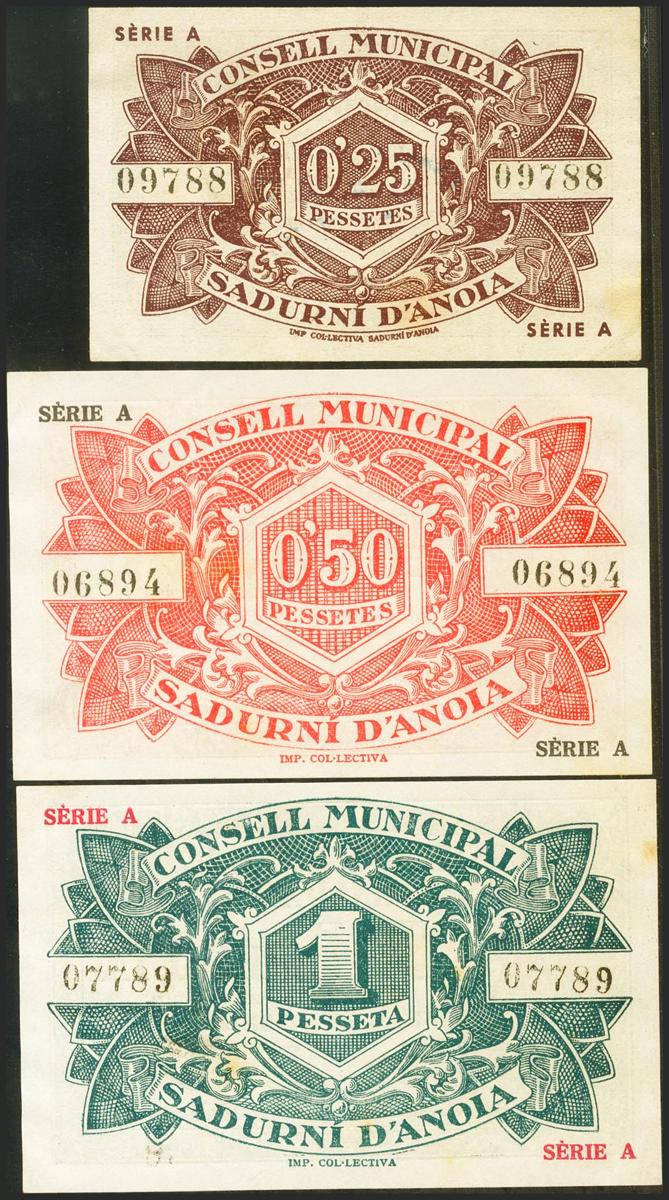 SÈRIE A
CONSELL MUNICIPAL
0'25
09788 09788
PESSETES
SADURNÍ D'ANOIA
SÈRIE A
IMP COL·LECTIVA SADURNÍ D'ANOIA
SÈRIE A
CONSELL MUNICIPAL
0'50
06894 06894
PESSETES
SADURNÍ D'ANOIA
SÈRIE A
IMP. COL·LECTIVA
SÈRIE A
CONSELL MUNICIPAL
1
07789 07789
PESSETA
SADURNÍ D'ANOIA
SÈRIE A
IMP. COL·LECTIVA